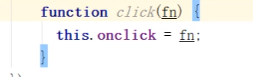 function click(fn) {
this.onclick = fn;
}